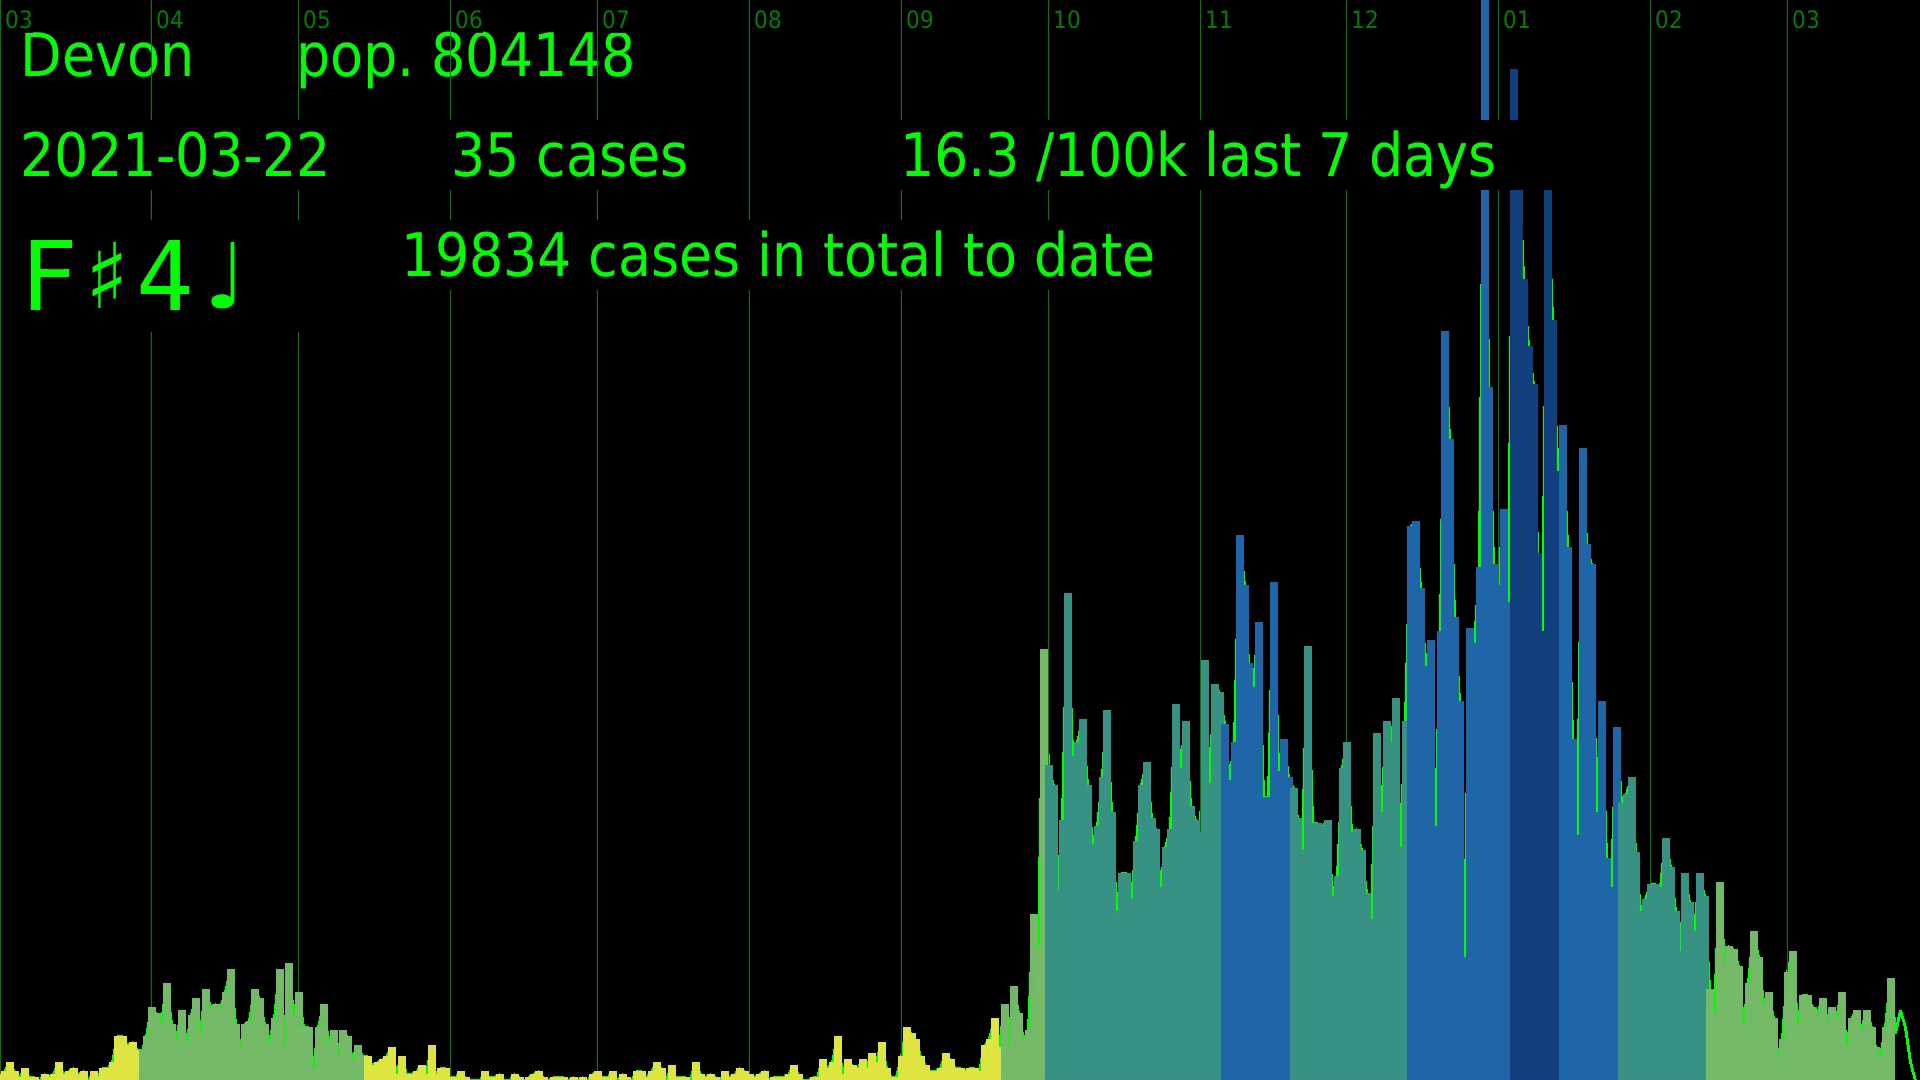 03 04 05 06 07 08 09 10 11 12 01 02 03
Devon pop. 804148
2021-03-22 35 cases 16.3 /100k last 7 days
F♯4♩ 19834 cases in total to date